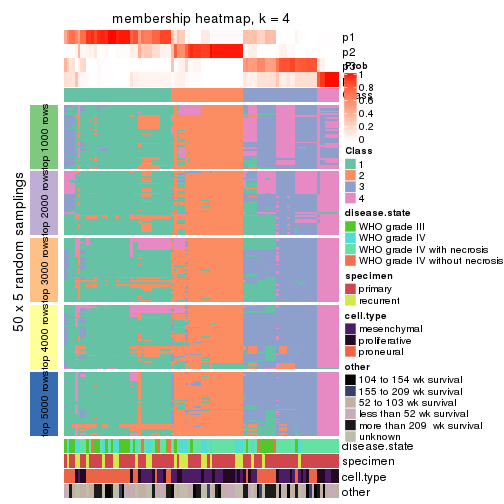 membership heatmap, k = 4
p1
p2
p3
Prob
1
0.8
0.6
0.4
0.2
0
Class
Class
1
2
3
4
disease.state
WHO grade III
WHO grade IV
WHO grade IV with necrosis
WHO grade IV without necrosis
specimen
primary
recurrent
cell.type
mesenchymal
proliferative
proneural
other
104 to 154 wk survival
155 to 209 wk survival
52 to 103 wk survival
less than 52 wk survival
more than 209 wk survival
unknown
50 x 5 random samplings
top 1000 rows
top 2000 rows
top 3000 rows
top 4000 rows
top 5000 rows
disease.state
specimen
cell.type
other